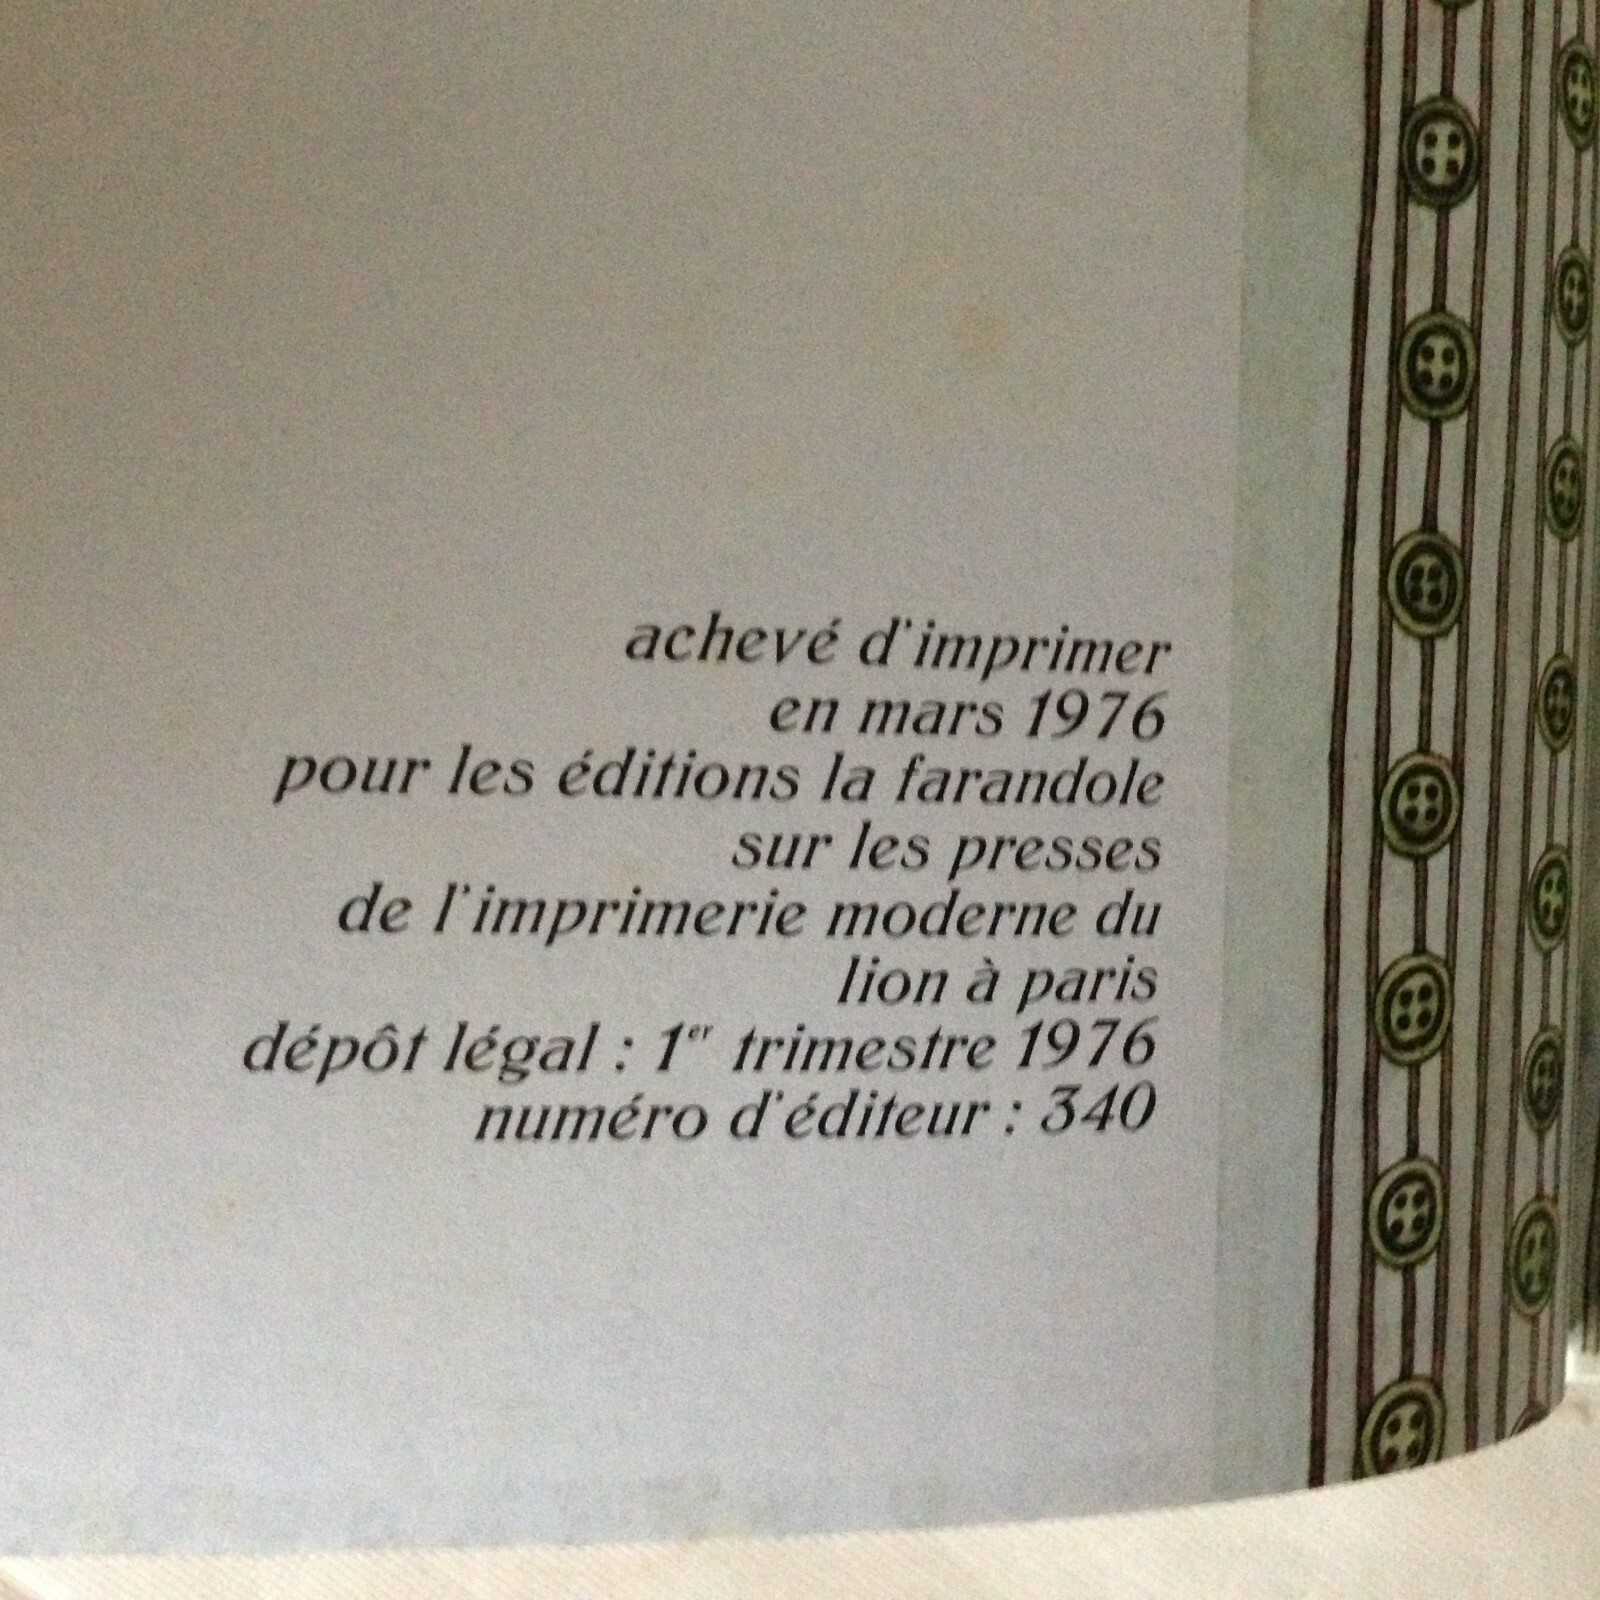 achevé d'imprimer
en mars 1976
pour les éditions la farandole
sur les presses
de l'imprimerie moderne du
lion à paris
dépôt légal : 1er trimestre 1976
numéro d'éditeur : 340